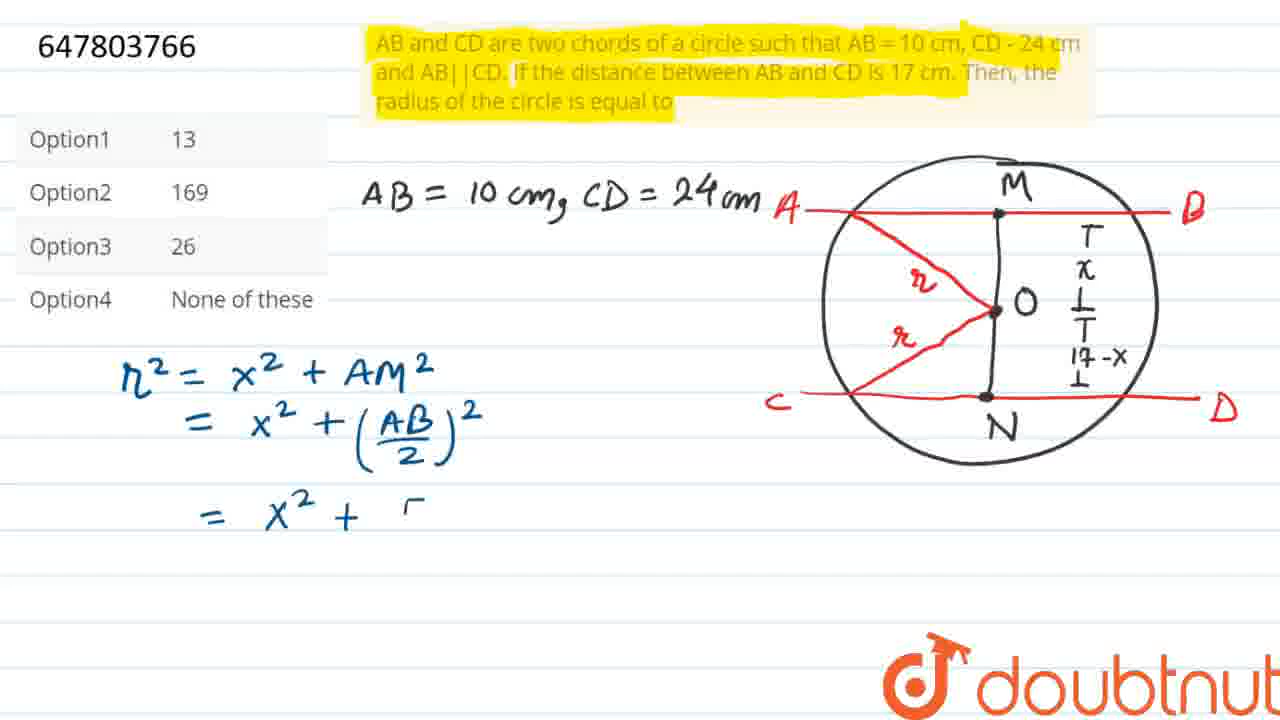 647803766
AB and CD are two chords of a circle such that AB = 10 cm, CD - 24 cm
and AB||CD. If the distance between AB and CD is 17 cm. Then, the
radius of the circle is equal to
Option1 13
Option2 169
Option3 26
Option4 None of these
AB = 10 cm, CD = 24 cm
A M B
T
x
r
O
⊥
T
r
17-x
⊥
C N D
r² = x² + AM²
= x² + (AB/2)²
= x² +
doubtnut